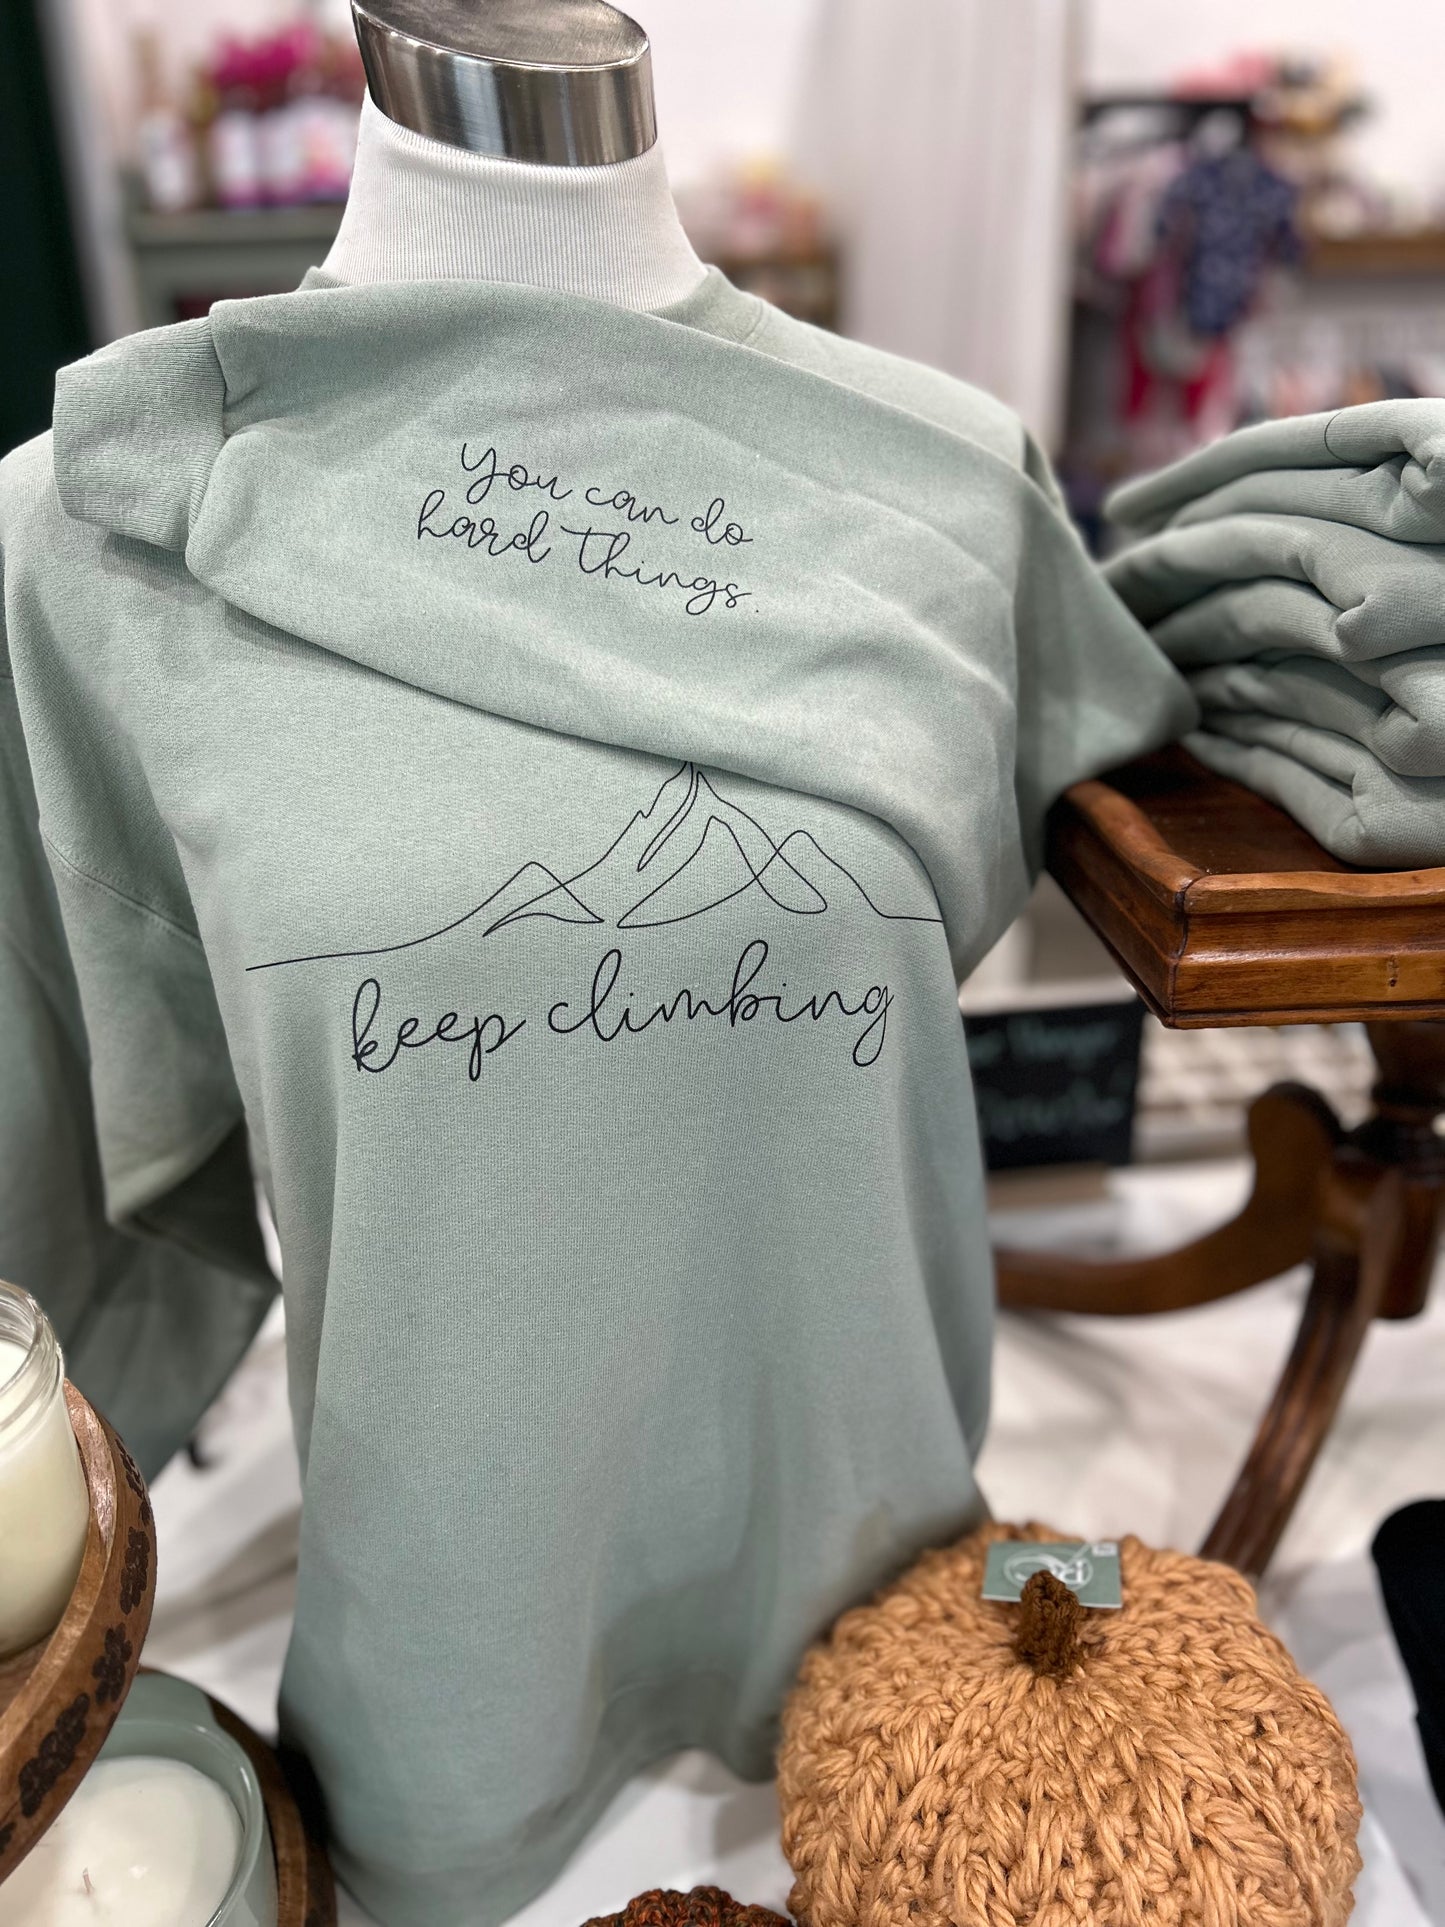 you can do
hard things.
keep climbing